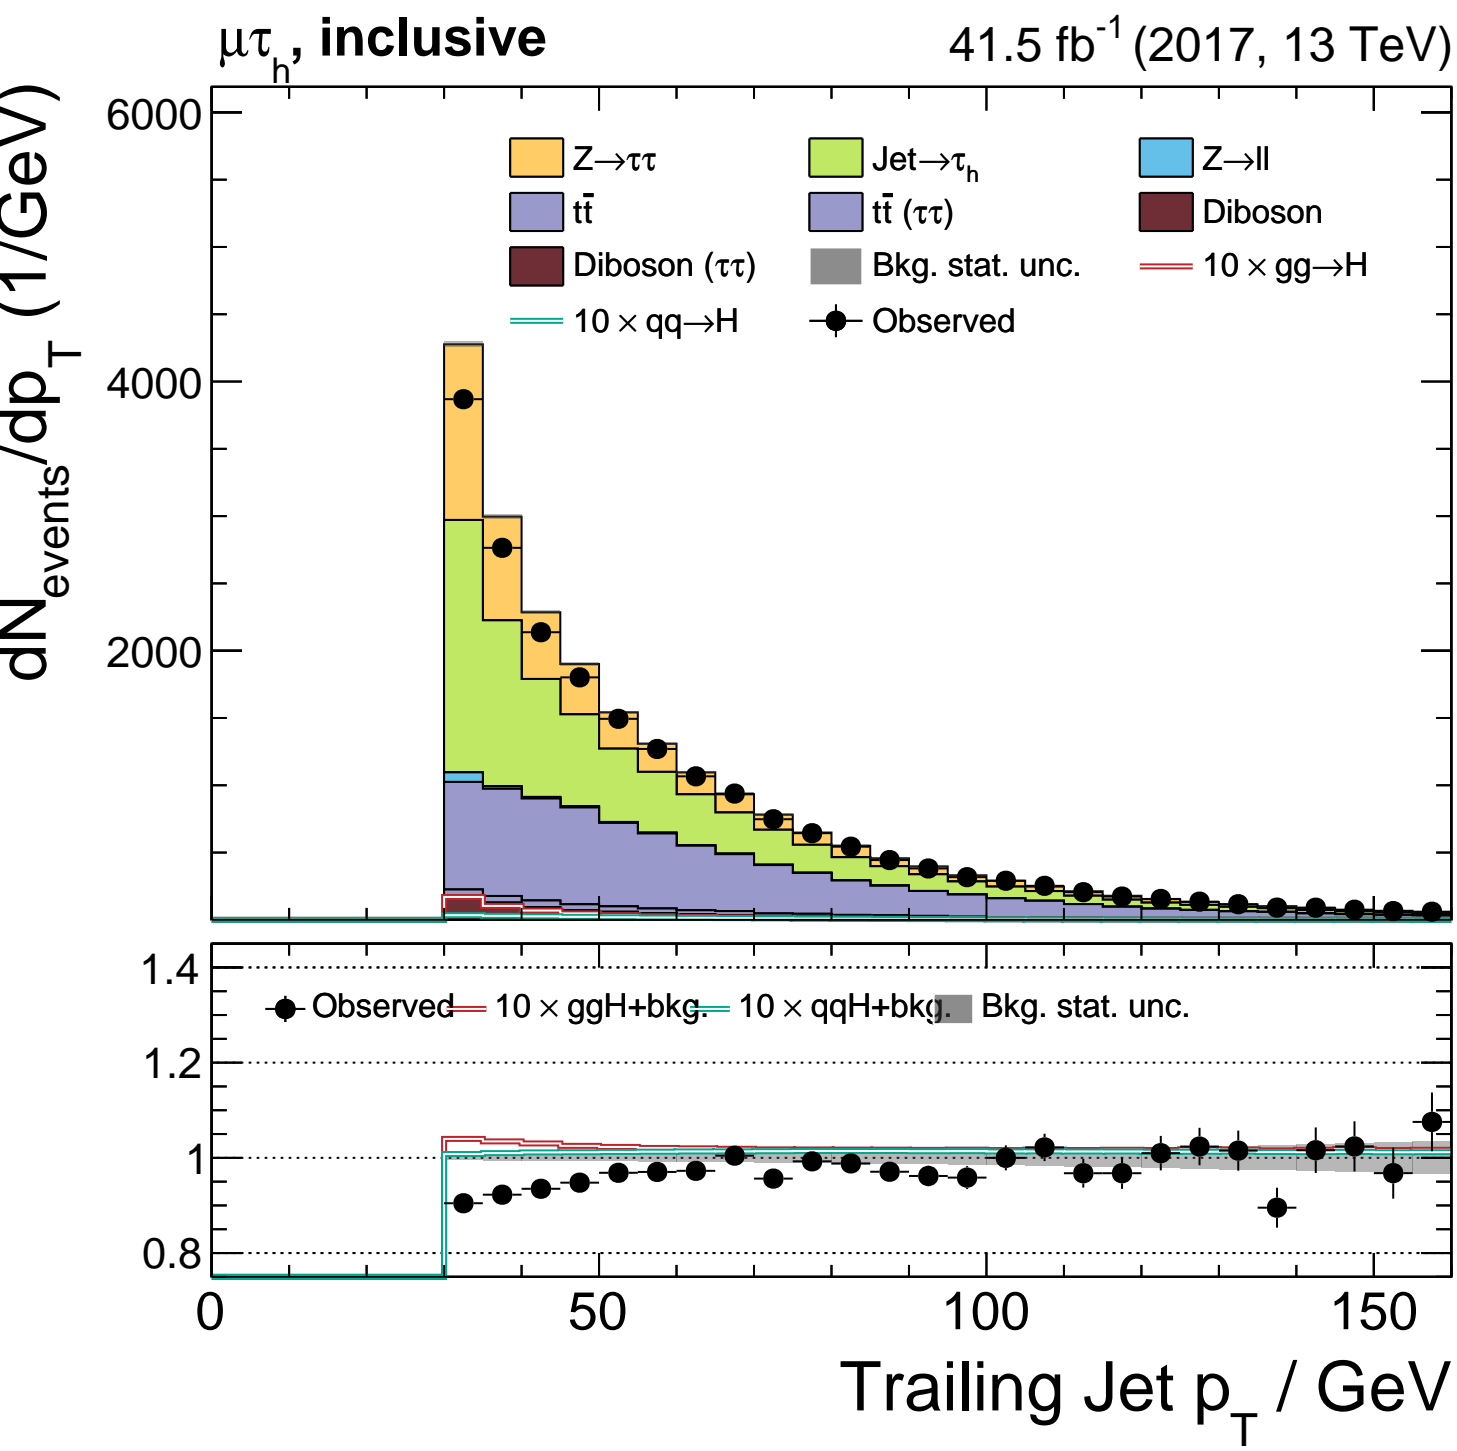 μτh, inclusive
41.5 fb-1 (2017, 13 TeV)
dNevents/dpT (1/GeV)
6000
4000
2000
Z→ττ
Jet→τh
Z→ll
tt̄
tt̄ (ττ)
Diboson
Diboson (ττ)
Bkg. stat. unc.
10 × gg→H
10 × qq→H
Observed
1.4
1.2
1
0.8
Observed
10 × ggH+bkg.
10 × qqH+bkg.
Bkg. stat. unc.
0 50 100 150
Trailing Jet pT / GeV